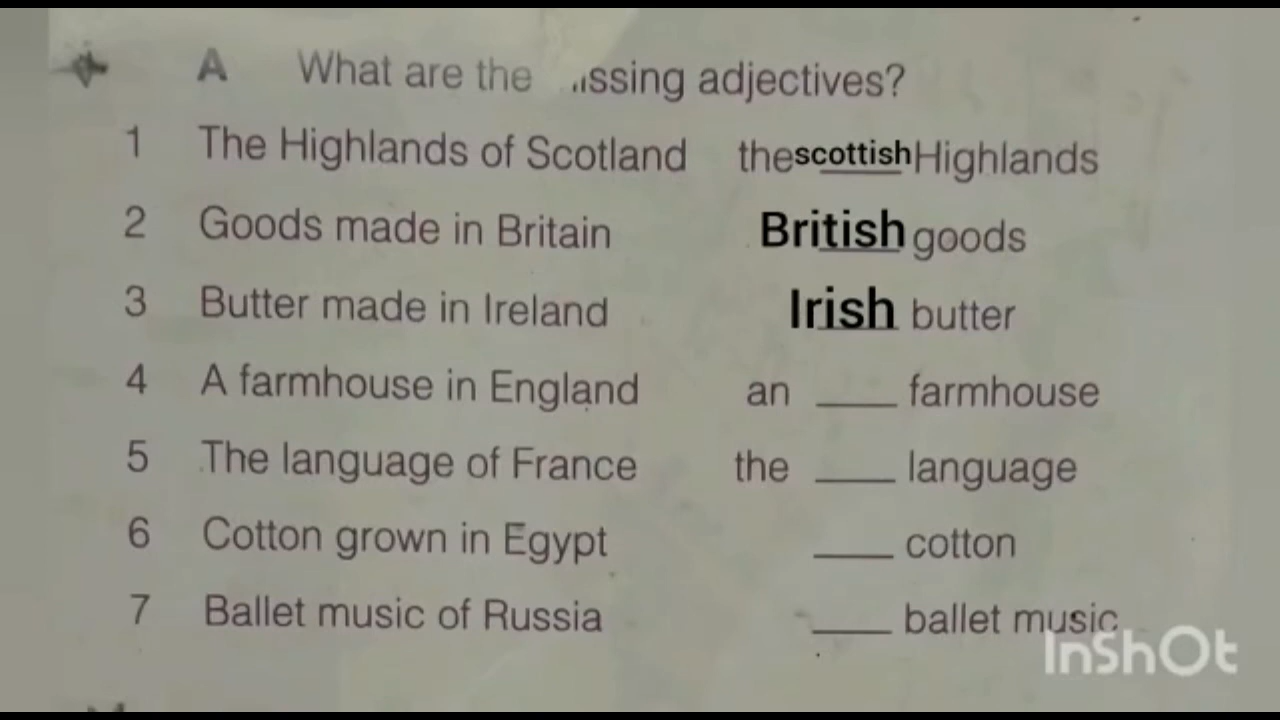 A What are the ssing adjectives?
1 The Highlands of Scotland the scottish Highlands
2 Goods made in Britain British goods
3 Butter made in Ireland Irish butter
4 A farmhouse in England an ____ farmhouse
5 The language of France the ____ language
6 Cotton grown in Egypt ____ cotton
7 Ballet music of Russia ____ ballet music
InShOt